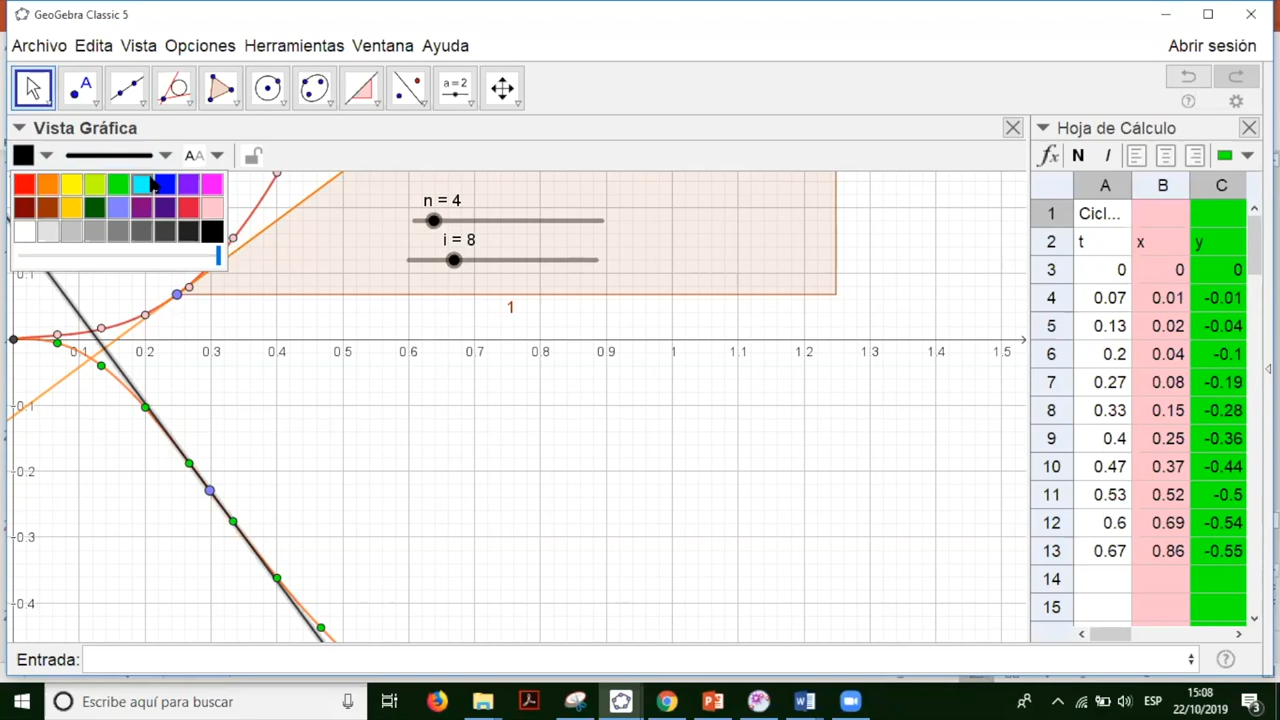 GeoGebra Classic 5
Archivo Edita Vista Opciones Herramientas Ventana Ayuda Abrir sesión
A a=2
Vista Gráfica Hoja de Cálculo
AA fx N I
n = 4
i = 8
1
0.1
0.1 0.2 0.3 0.4 0.5 0.6 0.7 0.8 0.9 1 1.1 1.2 1.3 1.4 1.5
-0.1
-0.2
-0.3
-0.4
A B C
1 Cicl...
2 t x y
3 0 0 0
4 0.07 0.01 -0.01
5 0.13 0.02 -0.04
6 0.2 0.04 -0.1
7 0.27 0.08 -0.19
8 0.33 0.15 -0.28
9 0.4 0.25 -0.36
10 0.47 0.37 -0.44
11 0.53 0.52 -0.5
12 0.6 0.69 -0.54
13 0.67 0.86 -0.55
14
15
Entrada:
Escribe aquí para buscar
ESP
15:08
22/10/2019
3